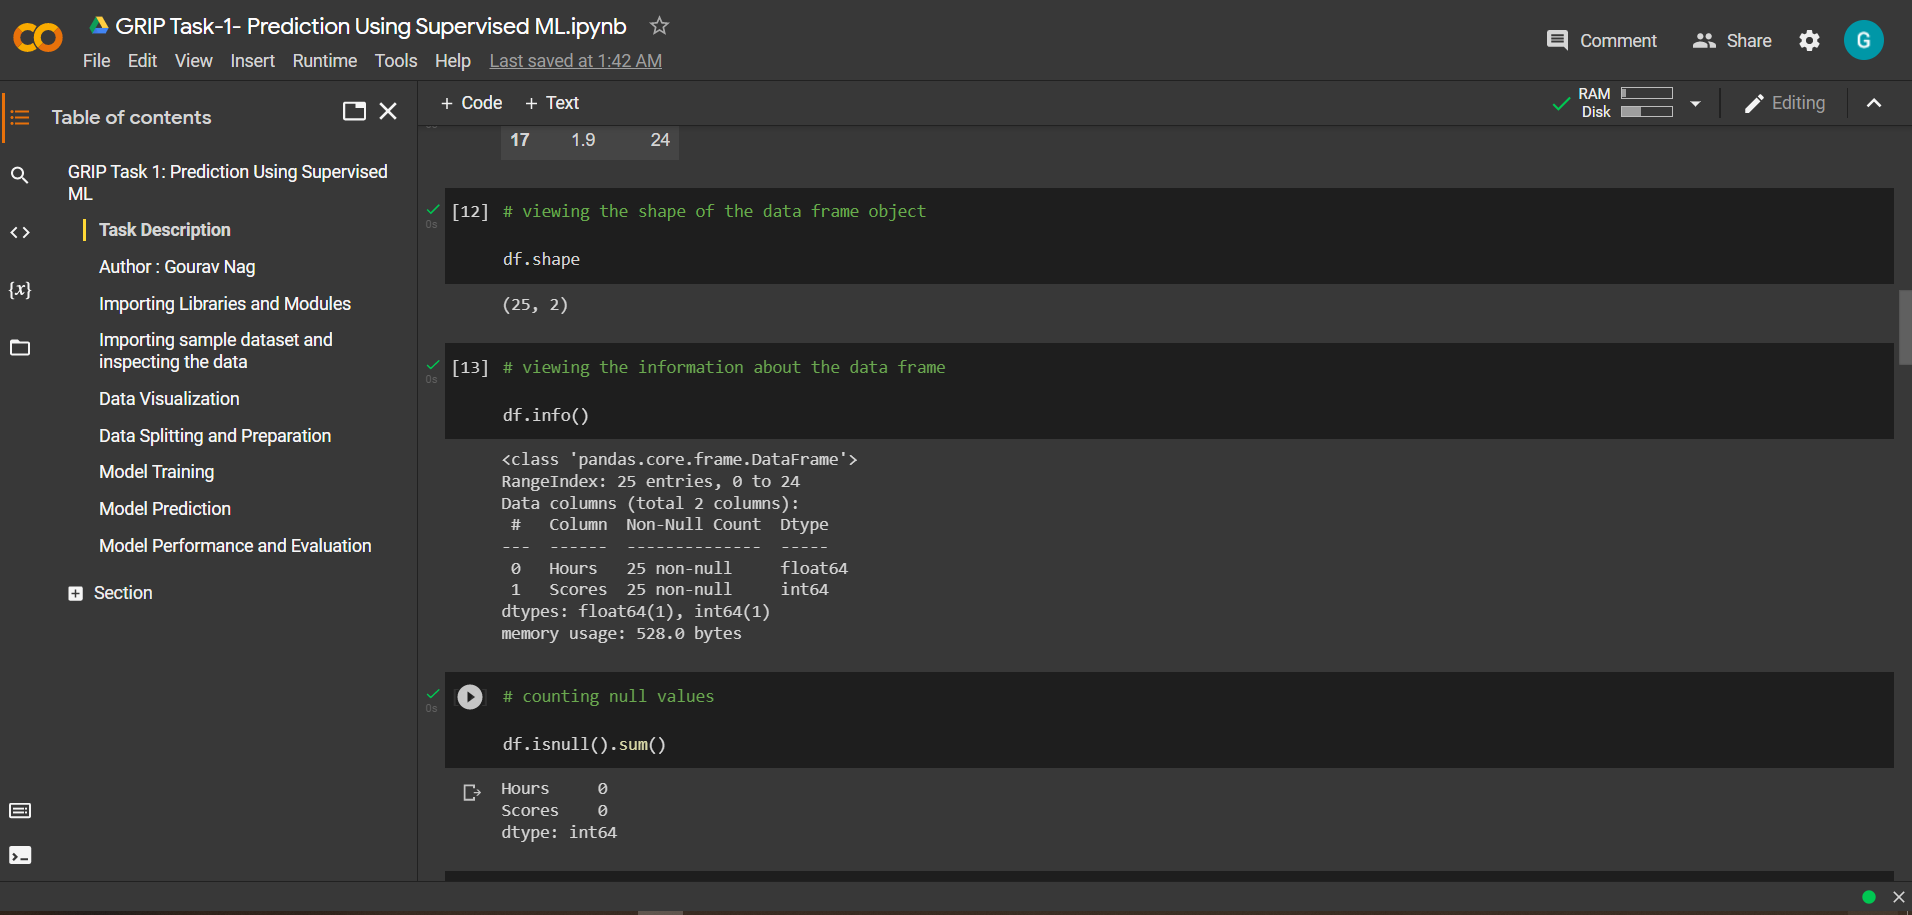 GRIP Task-1- Prediction Using Supervised ML.ipynb
File Edit View Insert Runtime Tools Help Last saved at 1:42 AM
Comment Share G
Table of contents
GRIP Task 1: Prediction Using Supervised
ML
Task Description
Author : Gourav Nag
Importing Libraries and Modules
Importing sample dataset and
inspecting the data
Data Visualization
Data Splitting and Preparation
Model Training
Model Prediction
Model Performance and Evaluation
Section
{x}
+ Code + Text
RAM
Disk
Editing
17 1.9 24
[12] # viewing the shape of the data frame object
0s
df.shape
(25, 2)
[13] # viewing the information about the data frame
0s
df.info()
<class 'pandas.core.frame.DataFrame'>
RangeIndex: 25 entries, 0 to 24
Data columns (total 2 columns):
#   Column  Non-Null Count  Dtype
---  ------  --------------  -----
0   Hours   25 non-null     float64
1   Scores  25 non-null     int64
dtypes: float64(1), int64(1)
memory usage: 528.0 bytes
# counting null values
0s
df.isnull().sum()
Hours     0
Scores    0
dtype: int64